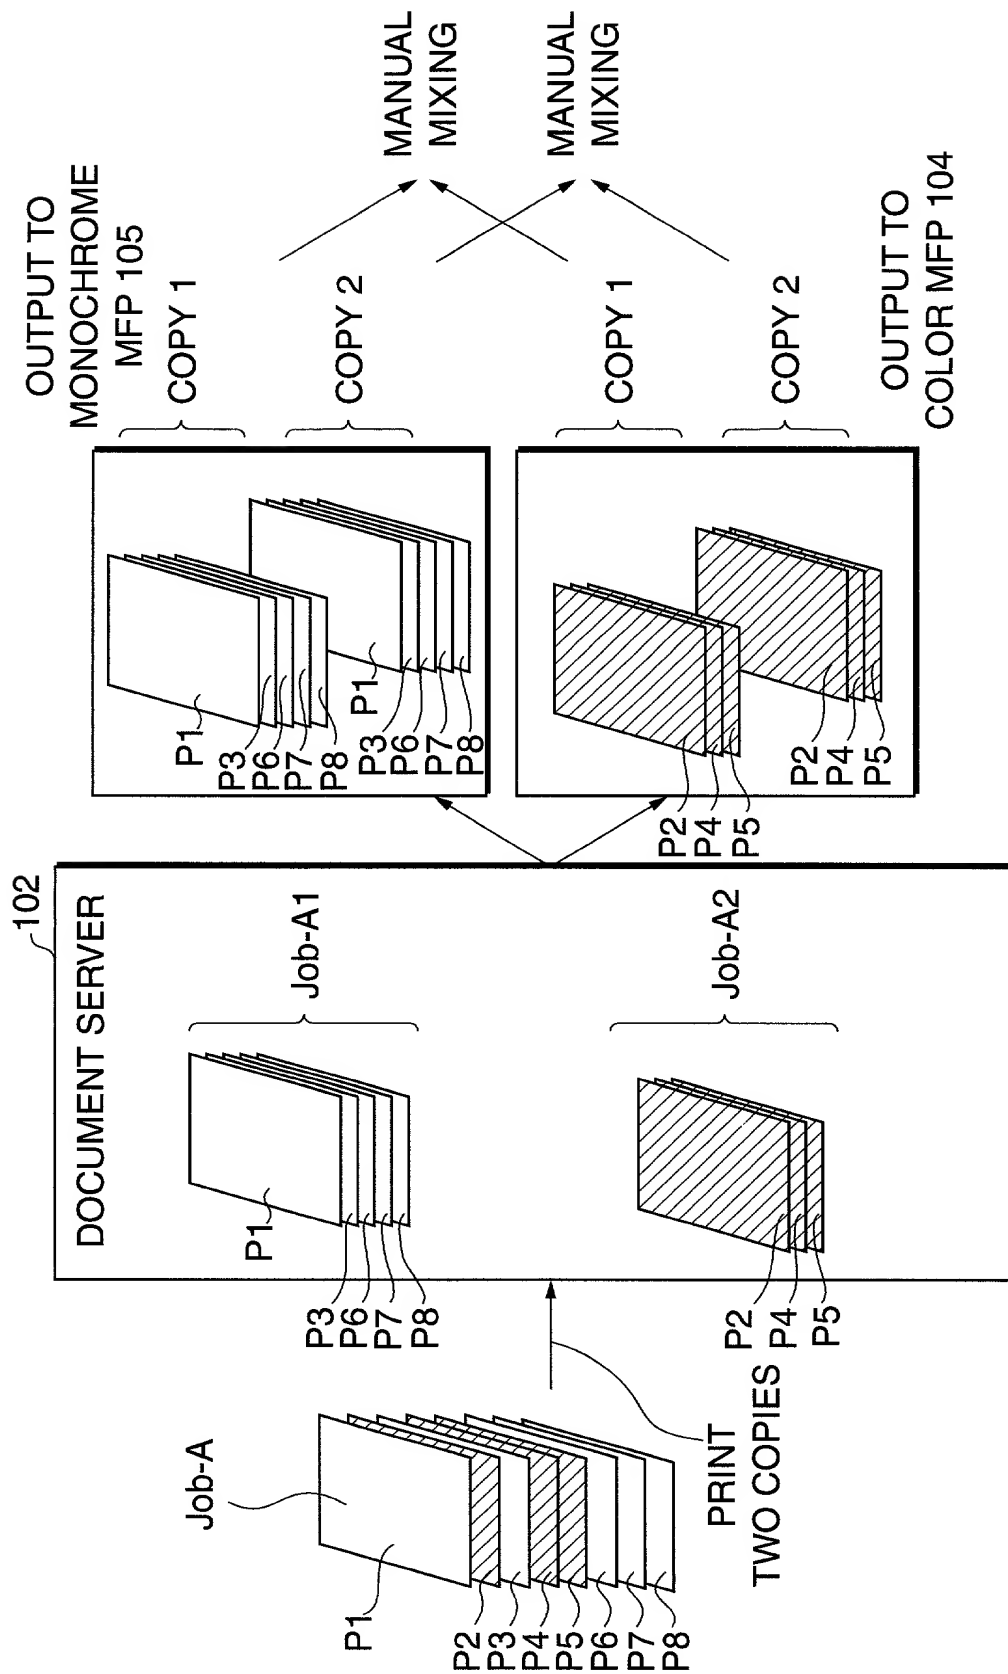 Job-A
P1
P2
P3
P4
P5
P6
P7
P8
PRINT
TWO COPIES
102
DOCUMENT SERVER
P1
P3
P6
P7
P8
Job-A1
P2
P4
P5
Job-A2
OUTPUT TO
MONOCHROME
MFP 105
P1
P3
P6
P7
P8
COPY 1
P1
P3
P6
P7
P8
COPY 2
P2
P4
P5
COPY 1
P2
P4
P5
COPY 2
OUTPUT TO
COLOR MFP 104
MANUAL
MIXING
MANUAL
MIXING